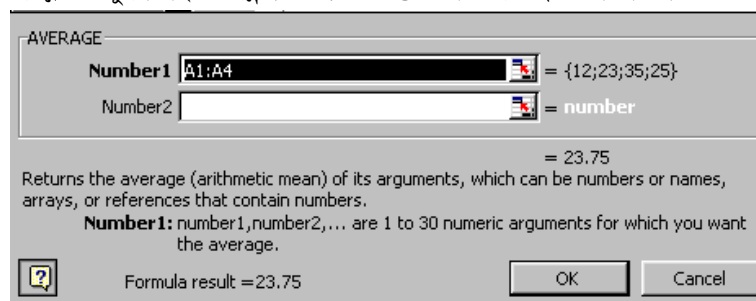 AVERAGE
Number1 A1:A4 = {12;23;35;25}
Number2 = number
= 23.75
Returns the average (arithmetic mean) of its arguments, which can be numbers or names,
arrays, or references that contain numbers.
Number1: number1,number2,... are 1 to 30 numeric arguments for which you want
the average.
Formula result =23.75 OK Cancel